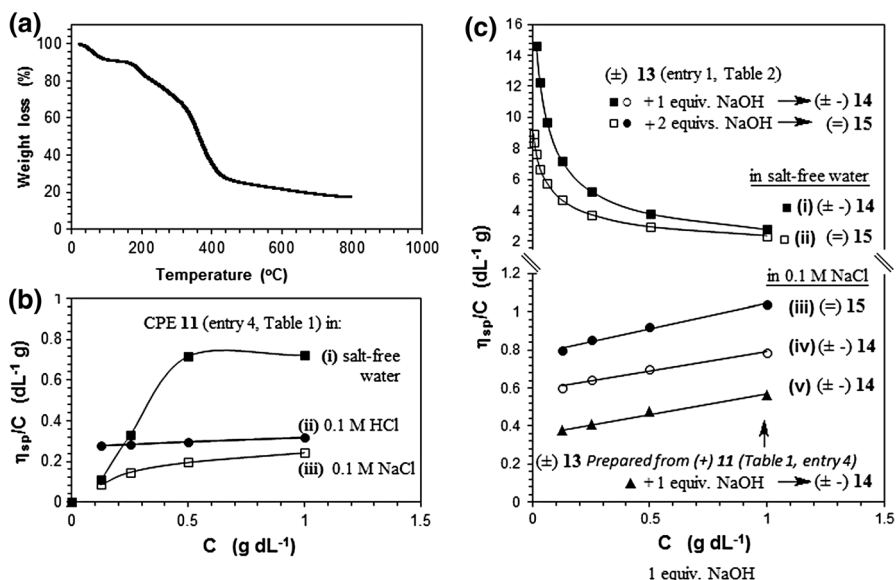 (a)
100
80
60
40
20
0
Weight loss (%)
0 200 400 600 800 1000
Temperature (ºC)
(b)
0.8
0.6
0.4
0.2
0
ηsp/C (dL-1 g)
CPE 11 (entry 4, Table 1) in:
(i) salt-free
water
(ii) 0.1 M HCl
(iii) 0.1 M NaCl
0 0.5 1 1.5
C (g dL-1)
(c)
16
14
12
10
8
6
4
2
1.2
1
0.8
0.6
0.4
0.2
0
ηsp/C (dL-1 g)
(±) 13 (entry 1, Table 2)
■ ○ + 1 equiv. NaOH → (± -) 14
□ ● +2 equivs. NaOH → (=) 15
in salt-free water
■ (i) (± -) 14
□ (ii) (=) 15
in 0.1 M NaCl
(iii) (=) 15
(iv) (± -) 14
(v) (± -) 14
(±) 13 Prepared from (+) 11 (Table 1, entry 4)
▲ + 1 equiv. NaOH → (± -) 14
0 0.5 1 1.5
C (g dL-1)
1 equiv. NaOH